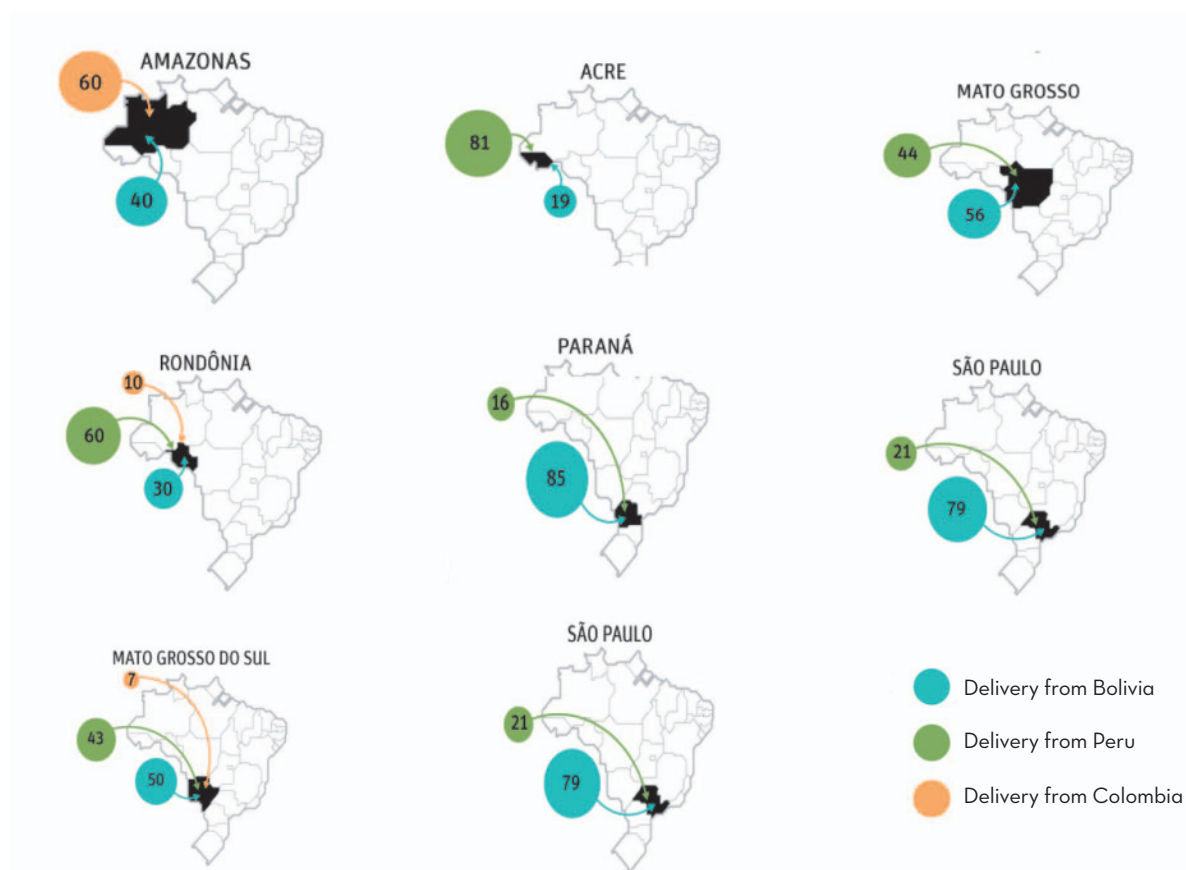 AMAZONAS
60
40
ACRE
81
19
MATO GROSSO
44
56
RONDÔNIA
10
60
30
PARANÁ
16
85
SÃO PAULO
21
79
MATO GROSSO DO SUL
7
43
50
SÃO PAULO
21
79
Delivery from Bolivia
Delivery from Peru
Delivery from Colombia